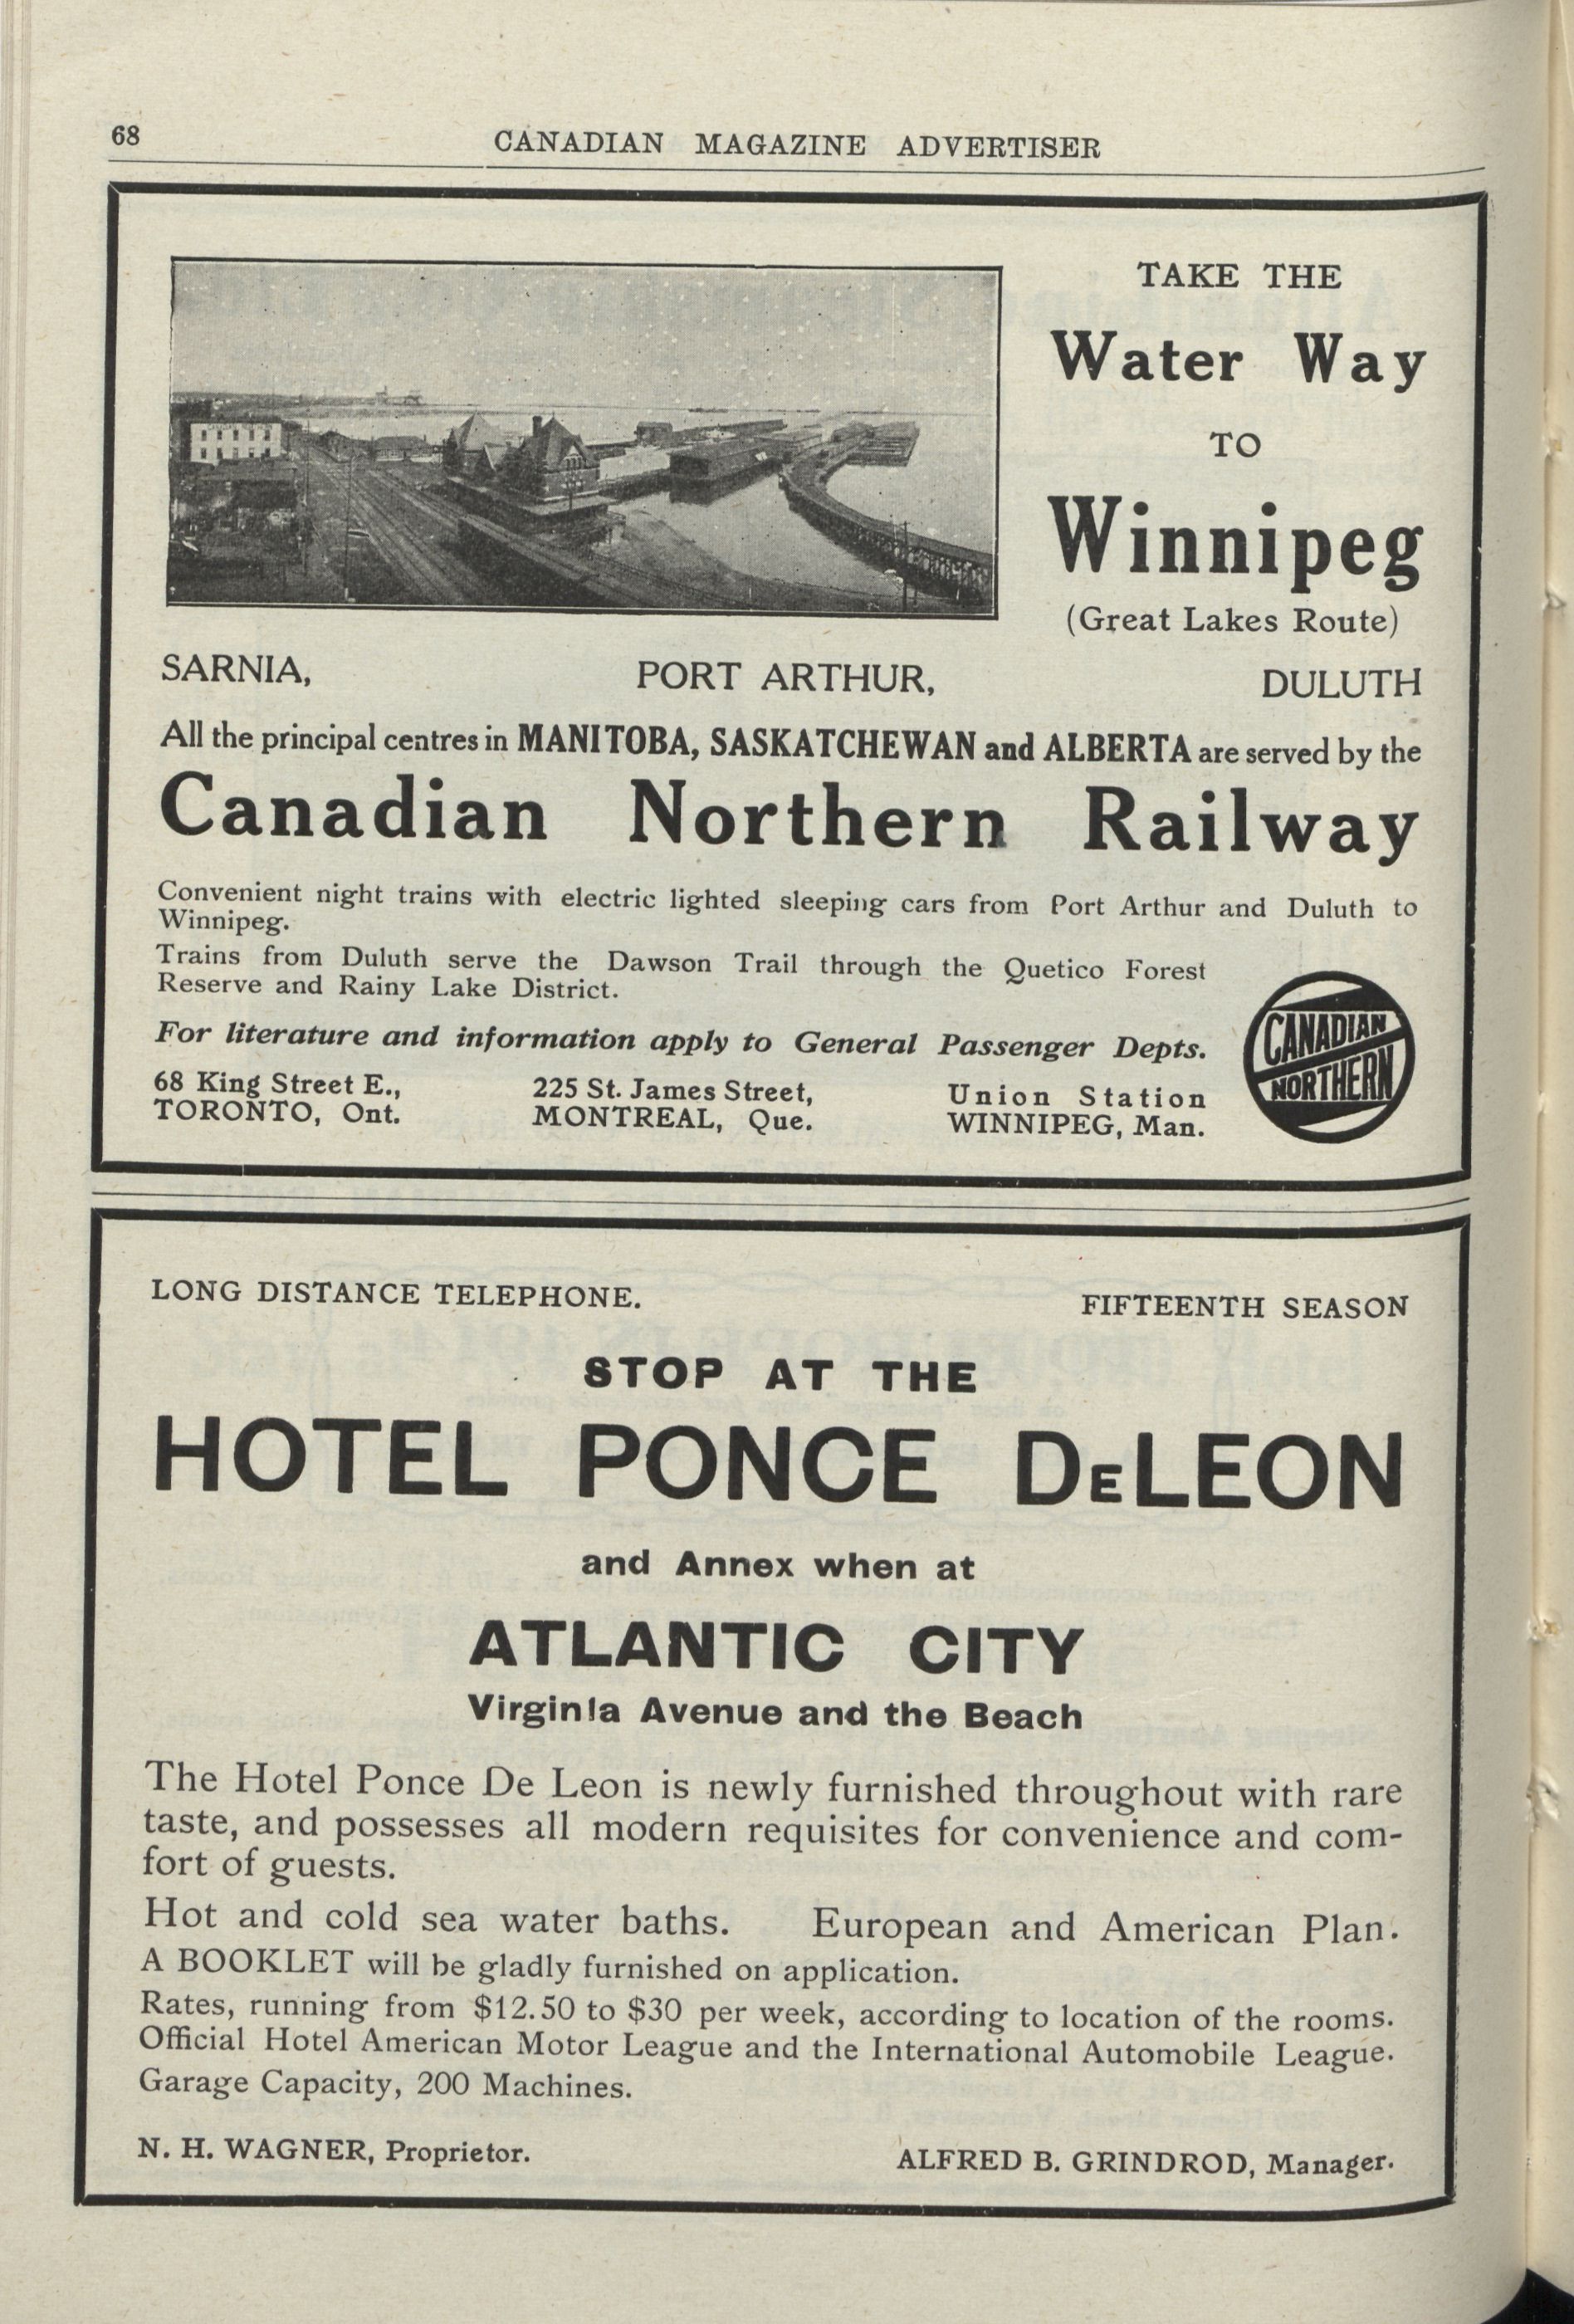 68
CANADIAN MAGAZINE ADVERTISER
TAKE THE
Water Way
TO
Winnipeg
(Great Lakes Route)
SARNIA, PORT ARTHUR, DULUTH
All the principal centres in MANITOBA, SASKATCHEWAN and ALBERTA are served by the
Canadian Northern Railway
Convenient night trains with electric lighted sleeping cars from Port Arthur and Duluth to
Winnipeg.
Trains from Duluth serve the Dawson Trail through the Quetico Forest
Reserve and Rainy Lake District.
For literature and information apply to General Passenger Depts.
68 King Street E., 225 St. James Street, Union Station
TORONTO, Ont. MONTREAL, Que. WINNIPEG, Man.
CANADIAN
NORTHERN
LONG DISTANCE TELEPHONE. FIFTEENTH SEASON
STOP AT THE
HOTEL PONCE DeLEON
and Annex when at
ATLANTIC CITY
Virginia Avenue and the Beach
The Hotel Ponce De Leon is newly furnished throughout with rare
taste, and possesses all modern requisites for convenience and com-
fort of guests.
Hot and cold sea water baths. European and American Plan.
A BOOKLET will be gladly furnished on application.
Rates, running from $12.50 to $30 per week, according to location of the rooms.
Official Hotel American Motor League and the International Automobile League.
Garage Capacity, 200 Machines.
N. H. WAGNER, Proprietor. ALFRED B. GRINDROD, Manager.